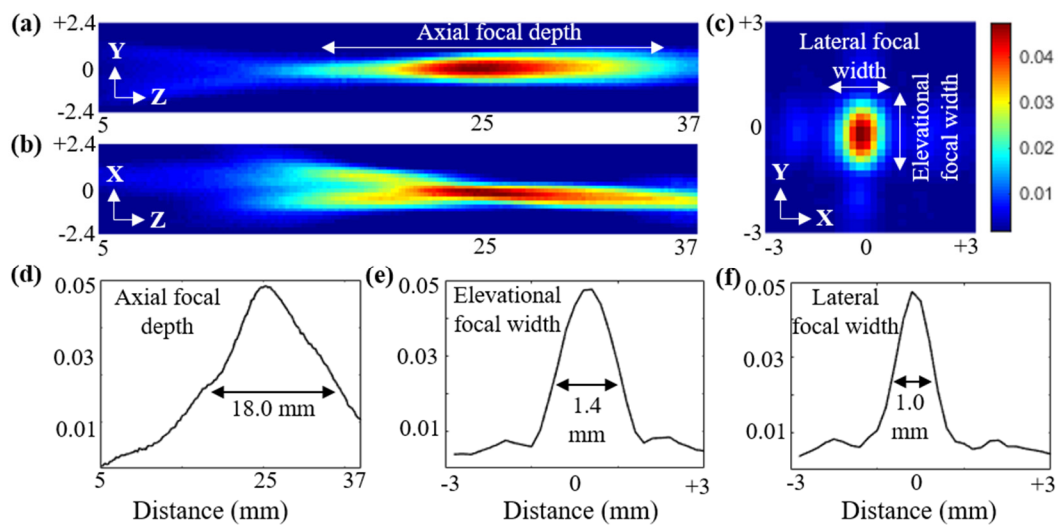 (a)
+2.4
Y
0
Z
-2.4
Axial focal depth
5
25
37
(b)
+2.4
X
0
Z
-2.4
5
25
37
(c)
+3
Lateral focal
width
Elevational
focal width
0
Y
X
-3
-3
0
+3
0.04
0.03
0.02
0.01
(d)
0.05
Axial focal
depth
0.03
18.0 mm
0.01
5
25
37
Distance (mm)
(e)
0.05
Elevational
focal width
0.03
1.4
mm
0.01
-3
0
+3
Distance (mm)
(f)
0.05
Lateral
focal width
0.03
1.0
mm
0.01
-3
0
+3
Distance (mm)